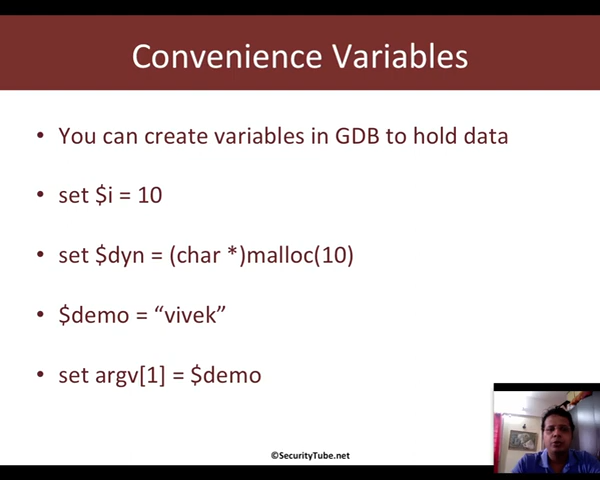 Convenience Variables
• You can create variables in GDB to hold data
• set $i = 10
• set $dyn = (char *)malloc(10)
• $demo = “vivek”
• set argv[1] = $demo
©SecurityTube.net